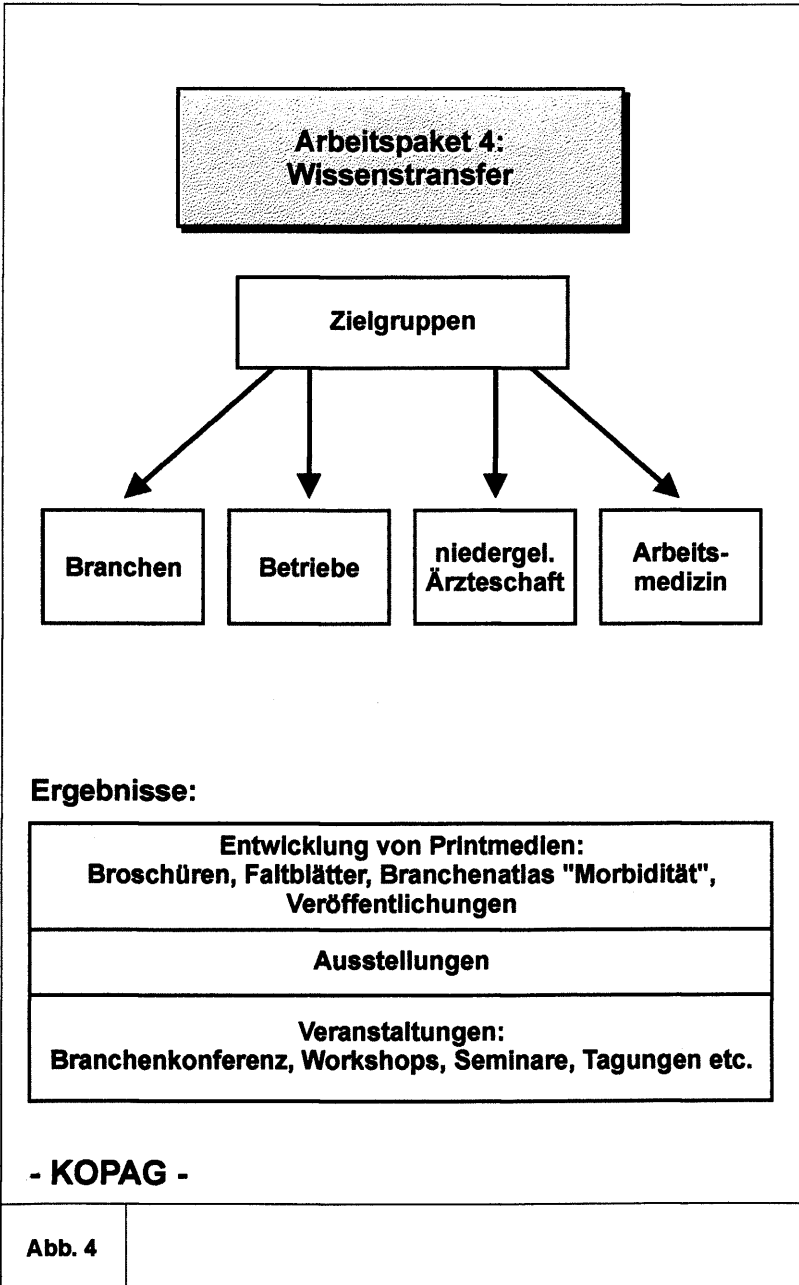 Arbeitspaket 4:
Wissenstransfer
Zielgruppen
Branchen
Betriebe
niedergel.
Ärzteschaft
Arbeits-
medizin
Ergebnisse:
Entwicklung von Printmedien:
Broschüren, Faltblätter, Branchenatlas "Morbidität",
Veröffentlichungen
Ausstellungen
Veranstaltungen:
Branchenkonferenz, Workshops, Seminare, Tagungen etc.
- KOPAG -
Abb. 4